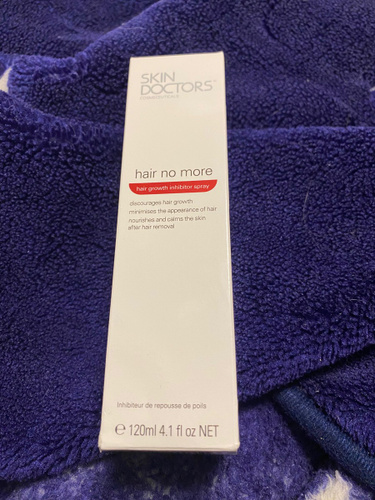 SKIN
DOCTORS
hair no more
hair growth inhibitor spray
discourages hair growth
minimises the appearance of hair
nourishes and calms the skin
after hair removal
Inhibiteur de repousse de poils
℮ 120ml 4.1 fl oz NET